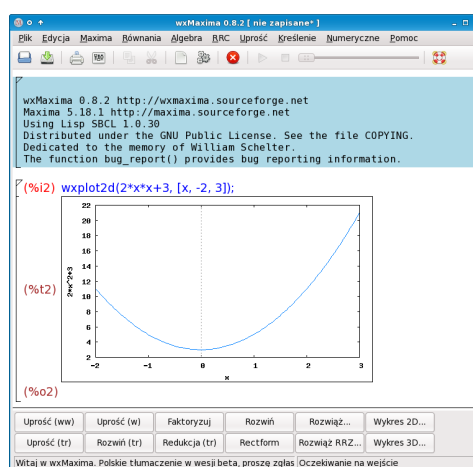 wxMaxima 0.8.2 [ nie zapisane* ]
Plik Edycja Maxima Równania Algebra RRC Uprość Kreślenie Numeryczne Pomoc
wxMaxima 0.8.2 http://wxmaxima.sourceforge.net
Maxima 5.18.1 http://maxima.sourceforge.net
Using Lisp SBCL 1.0.30
Distributed under the GNU Public License. See the file COPYING.
Dedicated to the memory of William Schelter.
The function bug_report() provides bug reporting information.
(%i2) wxplot2d(2*x*x+3, [x, -2, 3]);
(%t2)
2*x^2+3
22
20
18
16
14
12
10
8
6
4
2
-2 -1 0 1 2 3
x
(%o2)
Uprość (ww) Uprość (w) Faktoryzuj Rozwiń Rozwiąż... Wykres 2D...
Uprość (tr) Rozwiń (tr) Redukcja (tr) Rectform Rozwiąż RRZ... Wykres 3D...
Witaj w wxMaxima. Polskie tłumaczenie w wesji beta, proszę zgłas Oczekiwanie na wejście